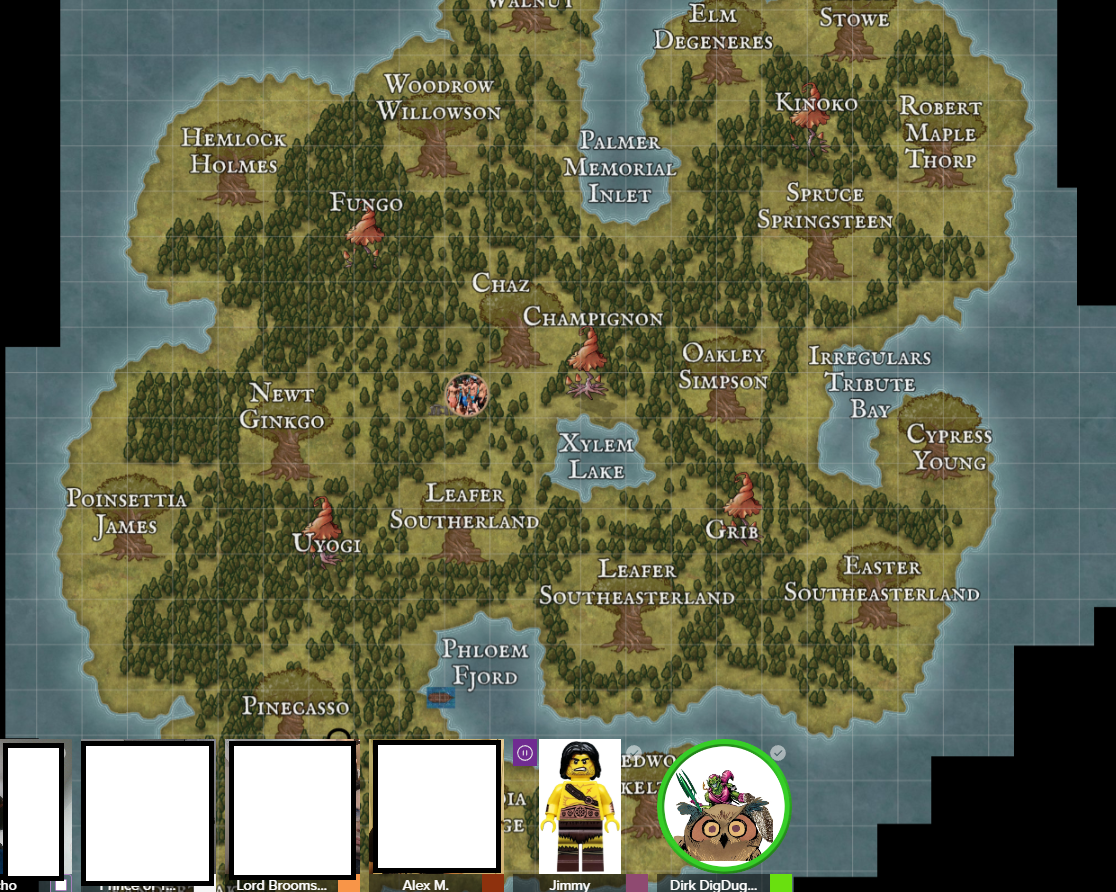 WALNUT
ELM
DEGENERES
STOWE
WOODROW
WILLOWSON
KINOKO
ROBERT
MAPLE
THORP
HEMLOCK
HOLMES
PALMER
MEMORIAL
INLET
FUNGO
SPRUCE
SPRINGSTEEN
CHAZ
CHAMPIGNON
OAKLEY
SIMPSON
IRREGULARS
TRIBUTE
BAY
NEWT
GINKGO
CYPRESS
YOUNG
XYLEM
LAKE
POINSETTIA
JAMES
LEAFER
SOUTHERLAND
UYOGI
GRIB
LEAFER
SOUTHEASTERLAND
EASTER
SOUTHEASTERLAND
PHLOEM
FJORD
PINECASSO
Lord Brooms...
Alex M.
Jimmy
Dirk DigDug...